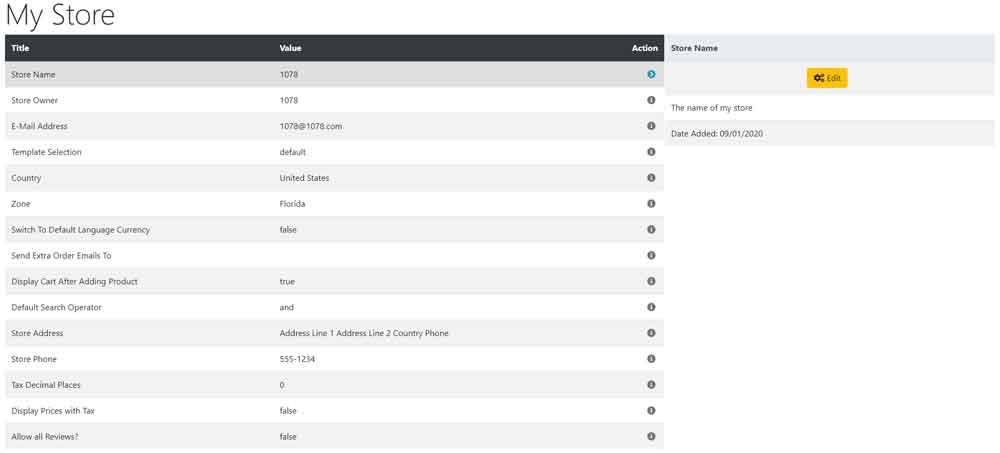 My Store
Title Value Action
Store Name 1078
Store Owner 1078
E-Mail Address 1078@1078.com
Template Selection default
Country United States
Zone Florida
Switch To Default Language Currency false
Send Extra Order Emails To
Display Cart After Adding Product true
Default Search Operator and
Store Address Address Line 1 Address Line 2 Country Phone
Store Phone 555-1234
Tax Decimal Places 0
Display Prices with Tax false
Allow all Reviews? false
Store Name
Edit
The name of my store
Date Added: 09/01/2020